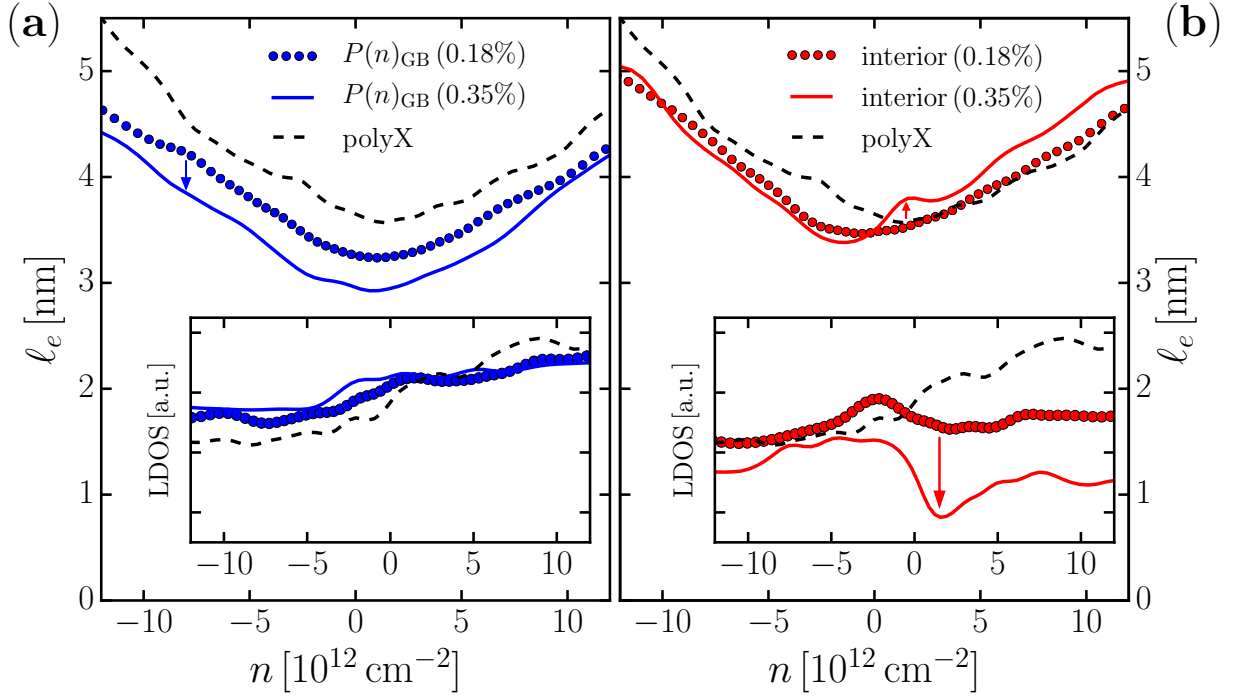 (a)
(b)
P(n)GB (0.18%)
P(n)GB (0.35%)
polyX
interior (0.18%)
interior (0.35%)
polyX
ℓe [nm]
5
4
3
2
1
0
LDOS [a.u.]
−10 −5 0 5 10
−10 −5 0 5 10
n [10^12 cm^−2]
LDOS [a.u.]
−10 −5 0 5 10
−10 −5 0 5 10
n [10^12 cm^−2]
5
4
3
2
1
0
ℓe [nm]